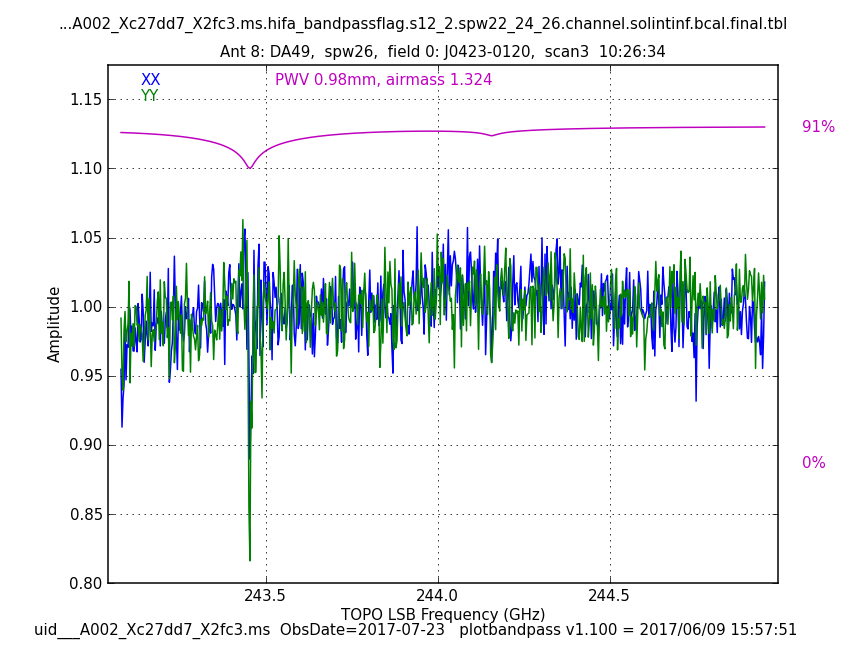 ...A002_Xc27dd7_X2fc3.ms.hifa_bandpassflag.s12_2.spw22_24_26.channel.solintinf.bcal.final.tbl
Ant 8: DA49,  spw26,  field 0: J0423-0120,  scan3  10:26:34
XX
YY
PWV 0.98mm, airmass 1.324
91%
0%
1.15
1.10
1.05
1.00
0.95
0.90
0.85
0.80
Amplitude
243.5
244.0
244.5
TOPO LSB Frequency (GHz)
uid___A002_Xc27dd7_X2fc3.ms  ObsDate=2017-07-23   plotbandpass v1.100 = 2017/06/09 15:57:51